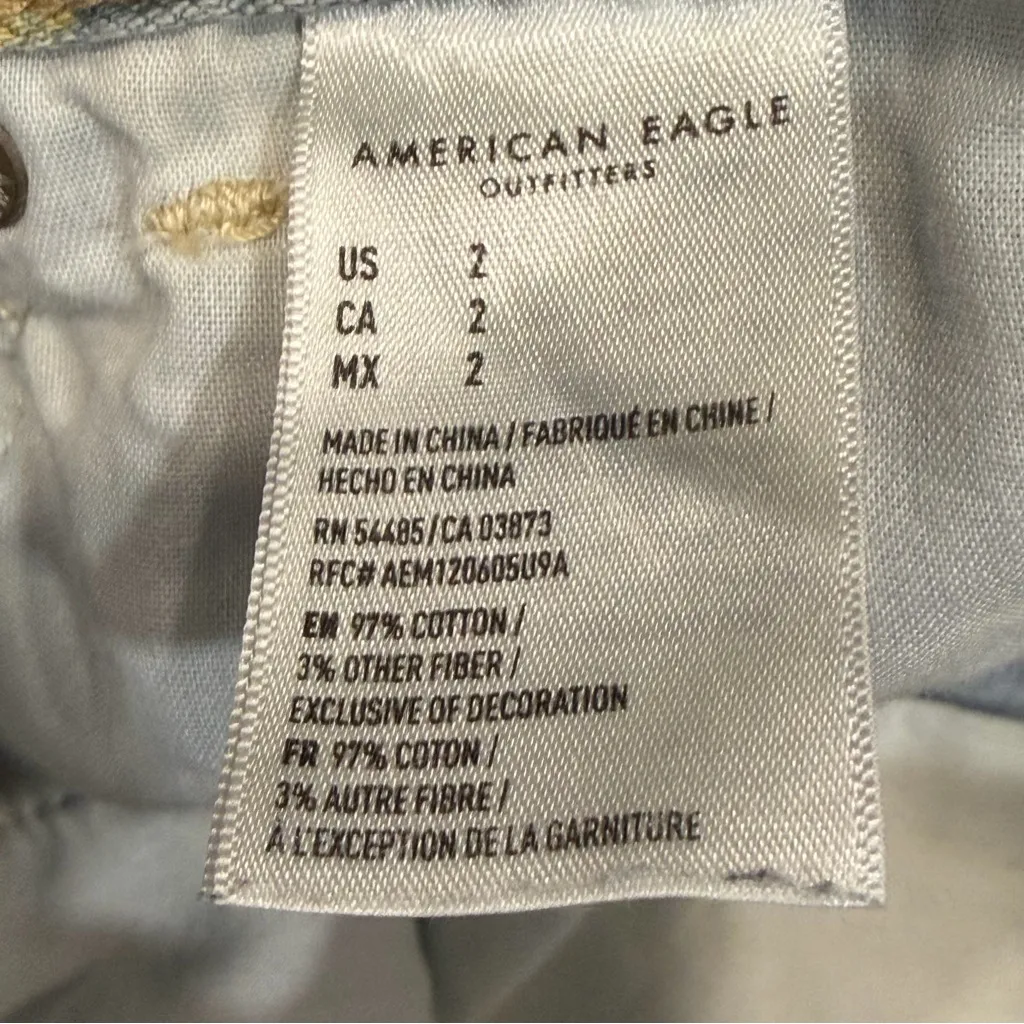 AMERICAN EAGLE
OUTFITTERS
US 2
CA 2
MX 2
MADE IN CHINA / FABRIQUÉ EN CHINE /
HECHO EN CHINA
RN 54485 / CA 03873
RFC# AEM120605U9A
EN 97% COTTON /
3% OTHER FIBER /
EXCLUSIVE OF DECORATION
FR 97% COTON /
3% AUTRE FIBRE /
À L'EXCEPTION DE LA GARNITURE